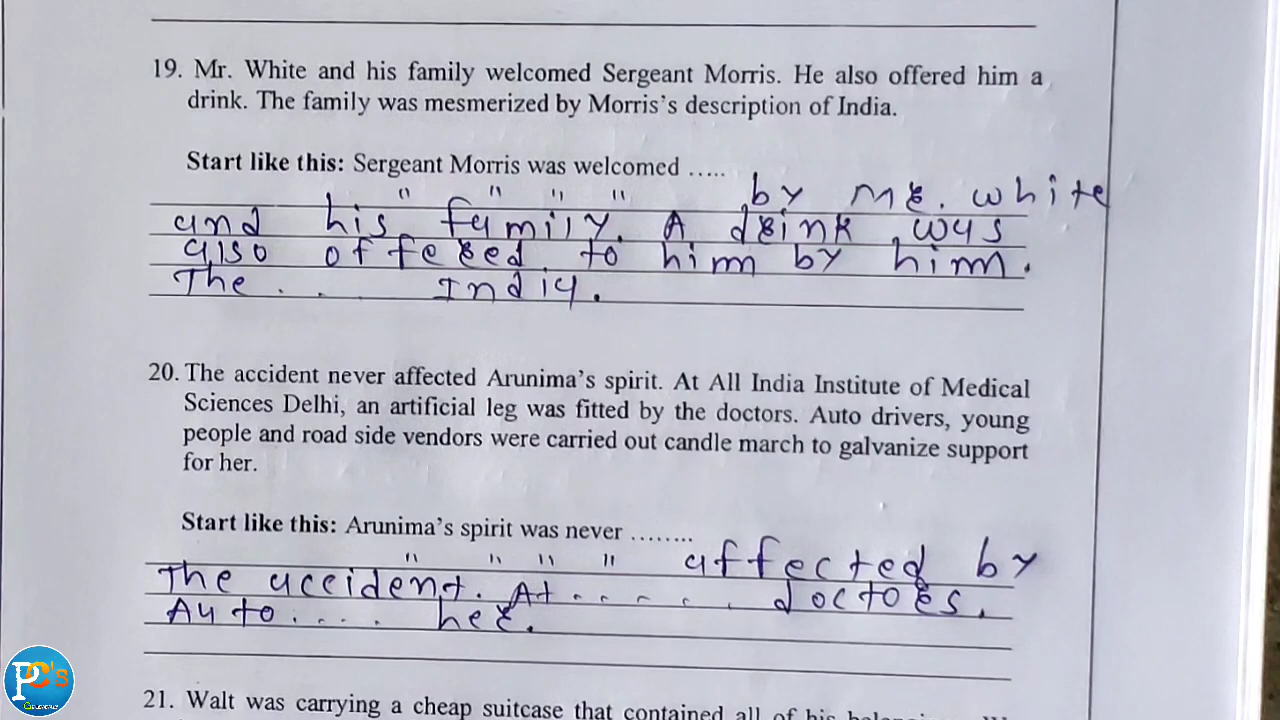 19. Mr. White and his family welcomed Sergeant Morris. He also offered him a
drink. The family was mesmerized by Morris's description of India.
Start like this: Sergeant Morris was welcomed .....
" " " " by Mr. white
and his family. A drink was
also offered to him by him.
The . . . India.
20. The accident never affected Arunima's spirit. At All India Institute of Medical
Sciences Delhi, an artificial leg was fitted by the doctors. Auto drivers, young
people and road side vendors were carried out candle march to galvanize support
for her.
Start like this: Arunima's spirit was never ........
" " " " affected by
The accident. At . . . . . . doctors.
Auto . . . . her.
21. Walt was carrying a cheap suitcase that contained all of his
PC's